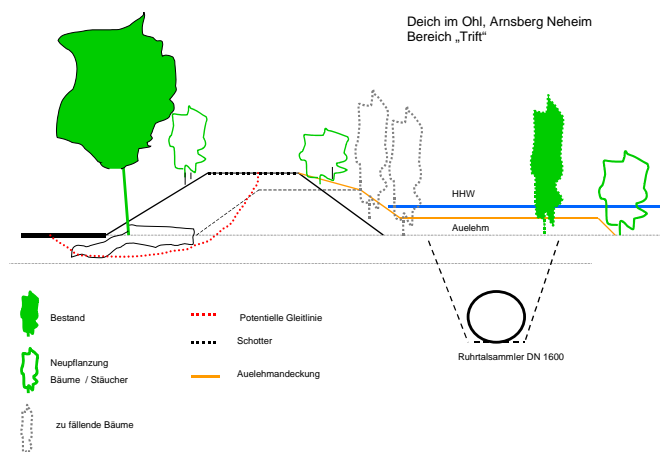 Deich im Ohl, Arnsberg Neheim
Bereich „Trift“
HHW
Auelehm
Ruhrtalsammler DN 1600
Bestand
Neupflanzung
Bäume / Stäucher
zu fällende Bäume
Potentielle Gleitlinie
Schotter
Auelehmandeckung